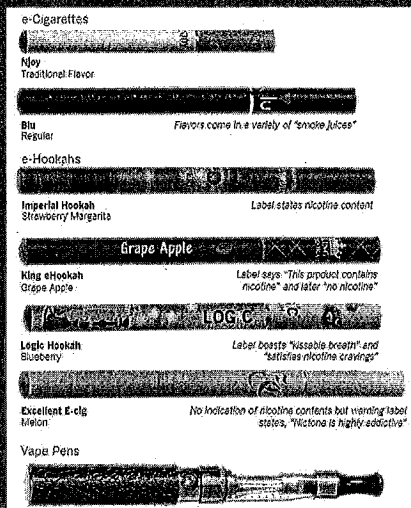 e-Cigarettes
Njoy
Traditional Flavor
Blu
Regular
Flavors come in a variety of "smoke juices"
e-Hookahs
Imperial Hookah
Strawberry Margarita
Label states nicotine content
Grape Apple
King eHookah
Grape Apple
Label says "This product contains
nicotine" and later "no nicotine"
LOGIC
Logic Hookah
Blueberry
Label boasts "kissable breath" and
"satisfies nicotine cravings"
Excellent E-cig
Melon
No indication of nicotine contents but warning label
states, "Nictone is highly addictive"
Vape Pens